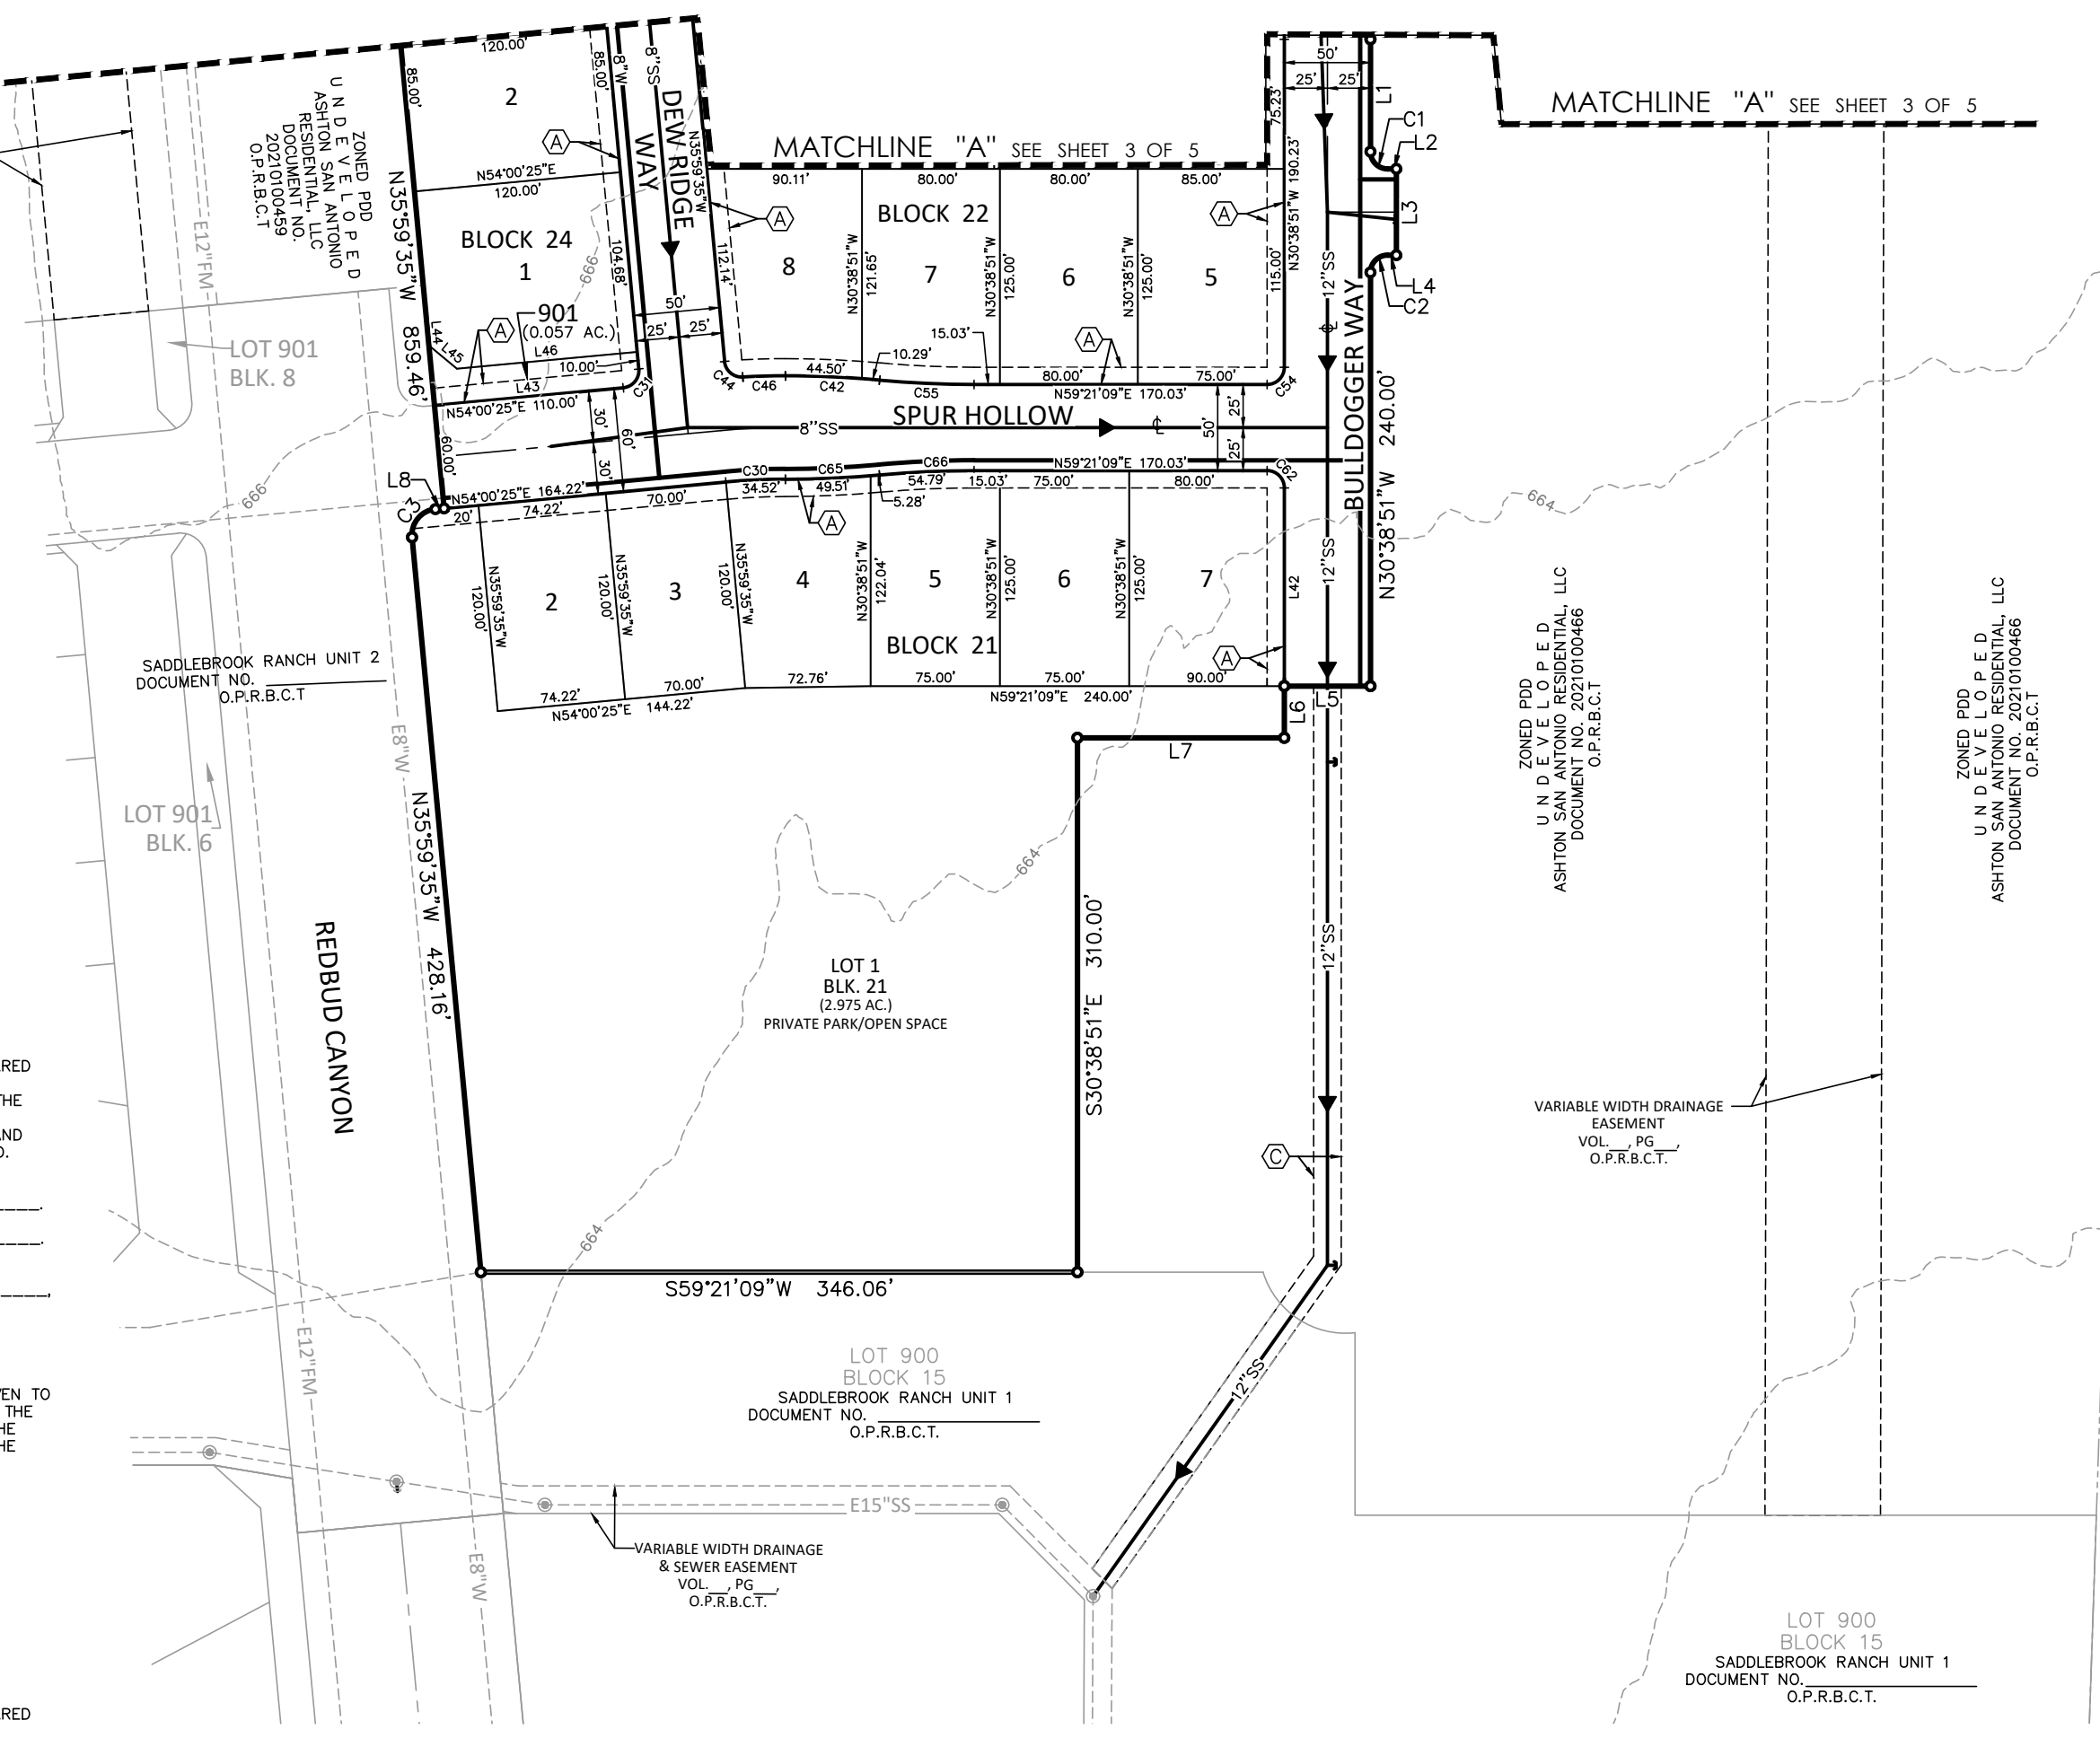 120.00'
85.00'
85.00'
2
8"W
8"SS
DEW RIDGE
WAY
N35°59'35"W
N54°00'25"E
120.00'
BLOCK 24
1
104.68'
666
901
(0.057 AC.)
A
L44
L45
L46
10.00'
L43
C31
N54°00'25"E 110.00'
N35°59'35"W 859.46'
60.00'
ZONED PDD
U N D E V E L O P E D
ASHTON SAN ANTONIO
RESIDENTIAL, LLC
DOCUMENT NO.
20210100459
O.P.R.B.C.T
E12"FM
LOT 901
BLK. 8
666
MATCHLINE "A" SEE SHEET 3 OF 5
90.11'
80.00'
80.00'
85.00'
BLOCK 22
A
A
A
112.14'
8
7
6
5
N30°38'51"W
121.65'
N30°38'51"W
125.00'
N30°38'51"W
125.00'
115.00'
75.23'
N30°38'51"W 190.23'
50'
25'
25'
50'
25'
25'
L1
C1
L2
L3
L4
C2
MATCHLINE "A" SEE SHEET 3 OF 5
15.03'
10.29'
A
C44
C46
44.50'
C42
C55
80.00'
75.00'
C54
N59°21'09"E 170.03'
SPUR HOLLOW
8"SS
℄
12"SS
℄
BULLDOGGER WAY
N30°38'51"W 240.00'
30'
30'
60'
50'
25'
25'
L8
C3
N54°00'25"E 164.22'
20'
74.22'
70.00'
C30
C65
C66
34.52'
49.51'
54.79'
5.28'
15.03'
75.00'
80.00'
N59°21'09"E 170.03'
C62
A
N35°59'35"W
120.00'
2
N35°59'35"W
120.00'
3
N35°59'35"W
120.00'
4
N30°38'51"W
122.04'
5
N30°38'51"W
125.00'
6
N30°38'51"W
125.00'
7
L42
12"SS
664
BLOCK 21
A
74.22'
70.00'
72.76'
75.00'
75.00'
90.00'
N54°00'25"E 144.22'
N59°21'09"E 240.00'
L5
L6
L7
SADDLEBROOK RANCH UNIT 2
DOCUMENT NO.
O.P.R.B.C.T
E8"W
LOT 901
BLK. 6
REDBUD CANYON
N35°59'35"W 428.16'
664
LOT 1
BLK. 21
(2.975 AC.)
PRIVATE PARK/OPEN SPACE
S30°38'51"E 310.00'
12"SS
ZONED PDD
U N D E V E L O P E D
ASHTON SAN ANTONIO RESIDENTIAL, LLC
DOCUMENT NO. 20210100466
O.P.R.B.C.T
ZONED PDD
U N D E V E L O P E D
ASHTON SAN ANTONIO RESIDENTIAL, LLC
DOCUMENT NO. 20210100466
O.P.R.B.C.T
VARIABLE WIDTH DRAINAGE
EASEMENT
VOL.__, PG__,
O.P.R.B.C.T.
C
664
S59°21'09"W 346.06'
E12"FM
LOT 900
BLOCK 15
SADDLEBROOK RANCH UNIT 1
DOCUMENT NO.
O.P.R.B.C.T.
12"SS
E15"SS
VARIABLE WIDTH DRAINAGE
& SEWER EASEMENT
VOL.__, PG__,
O.P.R.B.C.T.
E8"W
LOT 900
BLOCK 15
SADDLEBROOK RANCH UNIT 1
DOCUMENT NO.
O.P.R.B.C.T.
THE
TO
THE